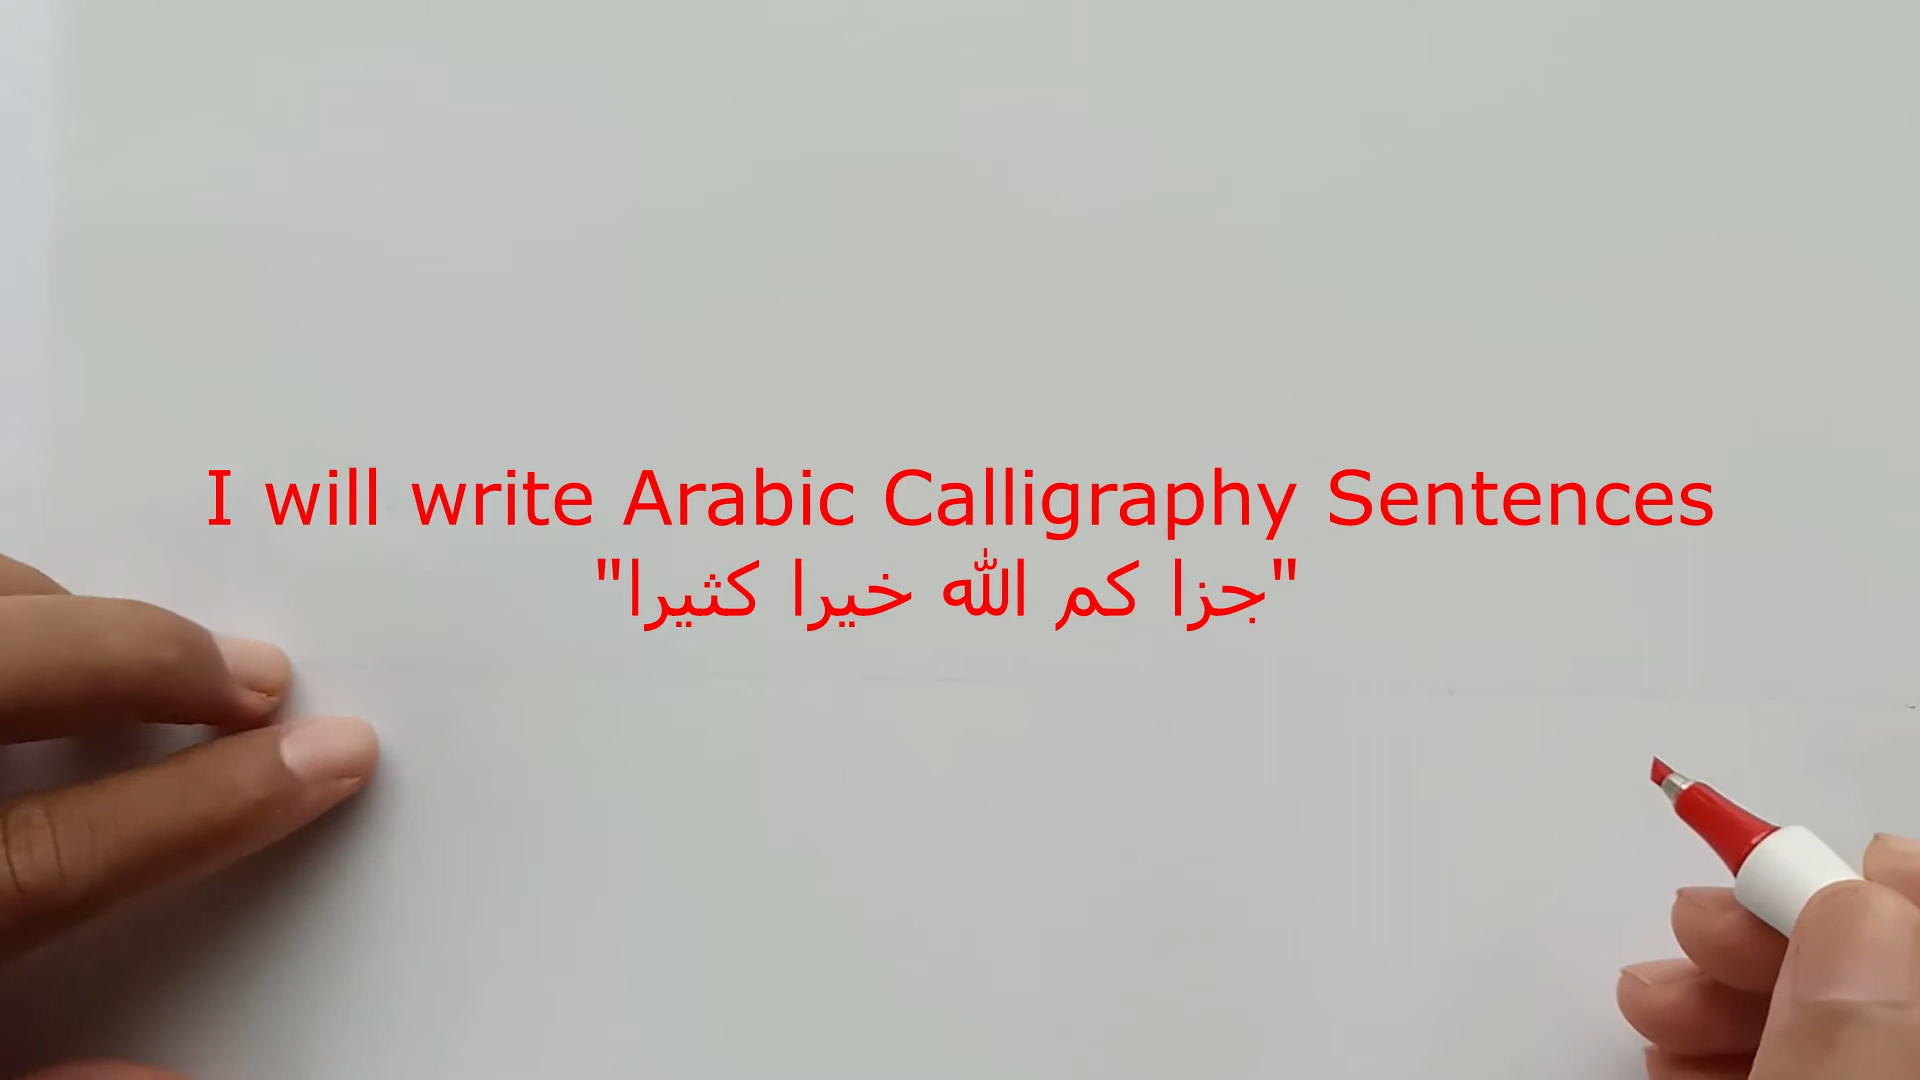 I will write Arabic Calligraphy Sentences
"جزا كم الله خيرا كثيرا"